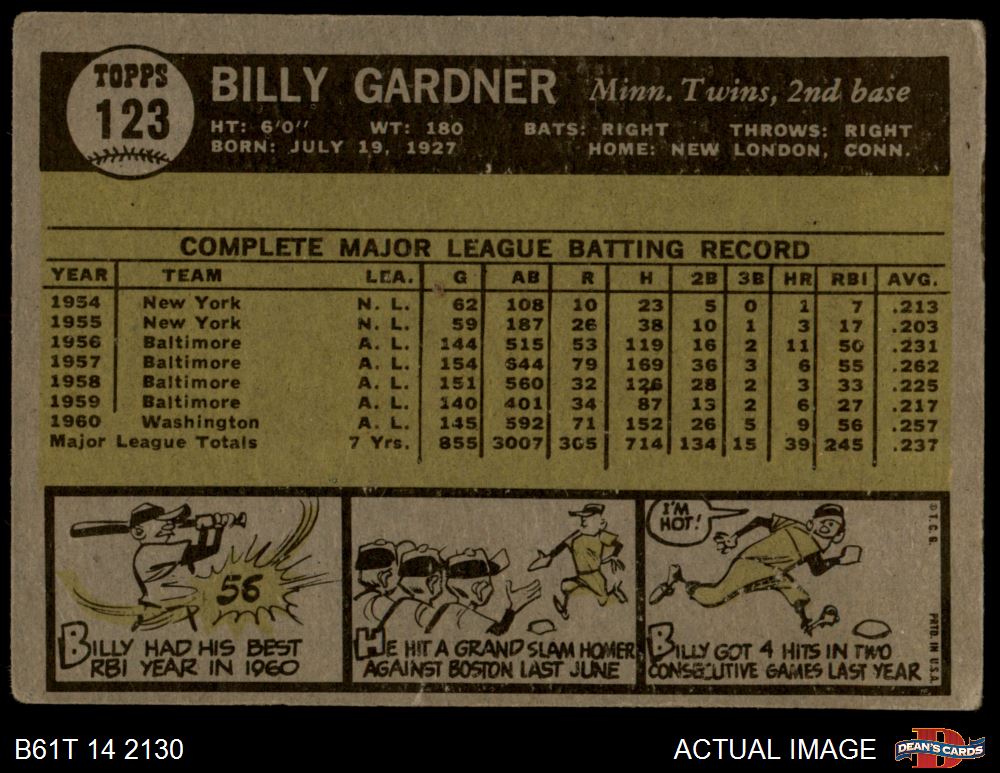 TOPPS
123
BILLY GARDNER Minn. Twins, 2nd base
HT: 6'0" WT: 180 BATS: RIGHT THROWS: RIGHT
BORN: JULY 19, 1927 HOME: NEW LONDON, CONN.
COMPLETE MAJOR LEAGUE BATTING RECORD
YEAR TEAM LEA. G AB R H 2B 3B HR RBI AVG.
1954 New York N. L. 62 108 10 23 5 0 1 7 .213
1955 New York N. L. 59 187 26 38 10 1 3 17 .203
1956 Baltimore A. L. 144 515 53 119 16 2 11 50 .231
1957 Baltimore A. L. 154 644 79 169 36 3 6 55 .262
1958 Baltimore A. L. 151 560 32 126 28 2 3 33 .225
1959 Baltimore A. L. 140 401 34 87 13 2 6 27 .217
1960 Washington A. L. 145 592 71 152 26 5 9 56 .257
Major League Totals 7 Yrs. 855 3007 305 714 134 15 39 245 .237
56
BILLY HAD HIS BEST
RBI YEAR IN 1960
HE HIT A GRAND SLAM HOMER
AGAINST BOSTON LAST JUNE
I'M
HOT!
BILLY GOT 4 HITS IN TWO
CONSECUTIVE GAMES LAST YEAR
© T. C. G.
PRTD. IN U.S.A.
B61T 14 2130
ACTUAL IMAGE
D
DEAN'S CARDS